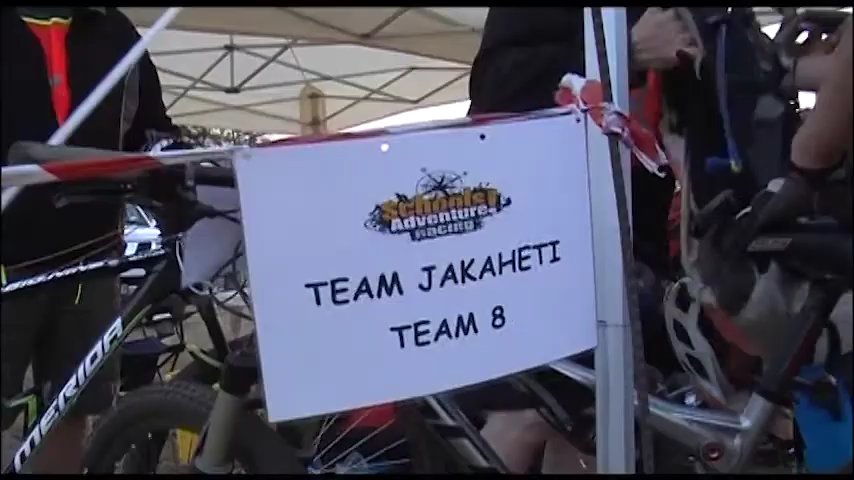 Schools
Adventure
Racing
TEAM JAKAHETI
TEAM 8
MERIDA